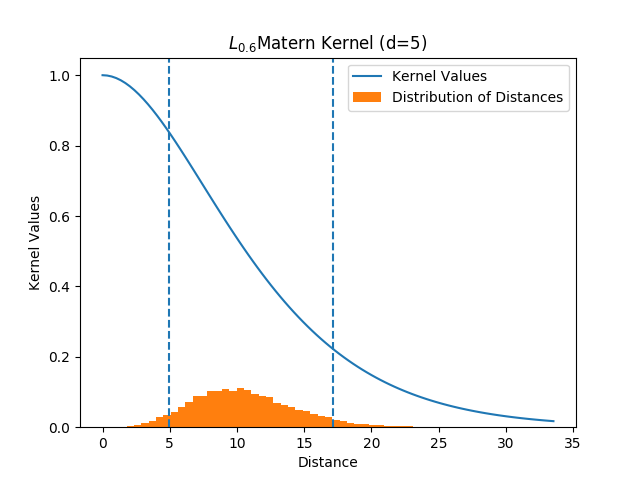 L0.6Matern Kernel (d=5)
Kernel Values
Distribution of Distances
Kernel Values
1.0
0.8
0.6
0.4
0.2
0.0
0 5 10 15 20 25 30 35
Distance